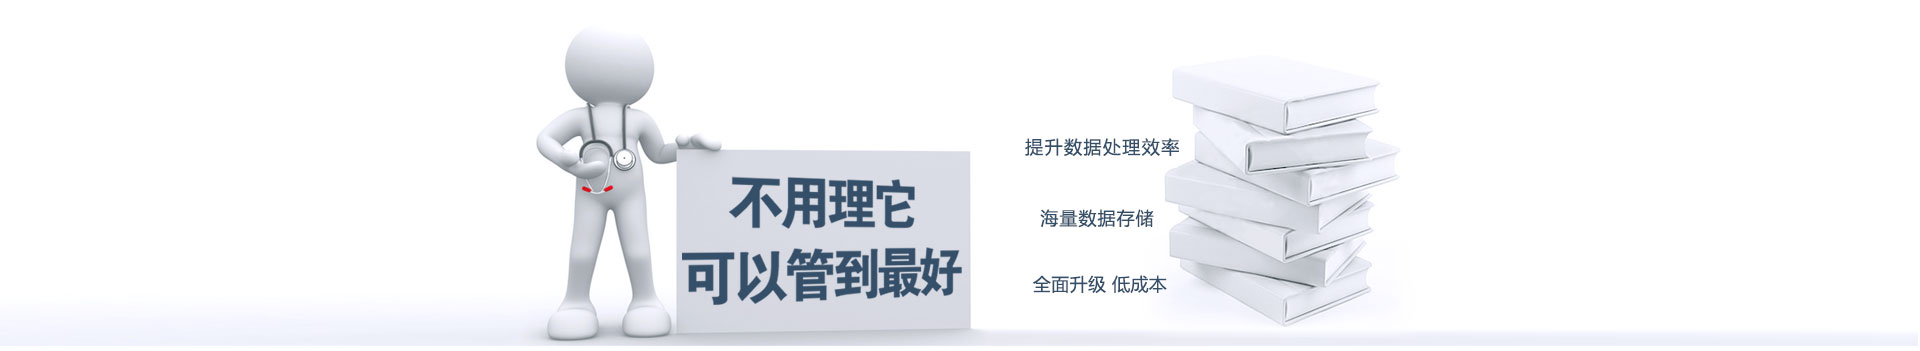 不用理它
可以管到最好
提升数据处理效率
海量数据存储
全面升级 低成本